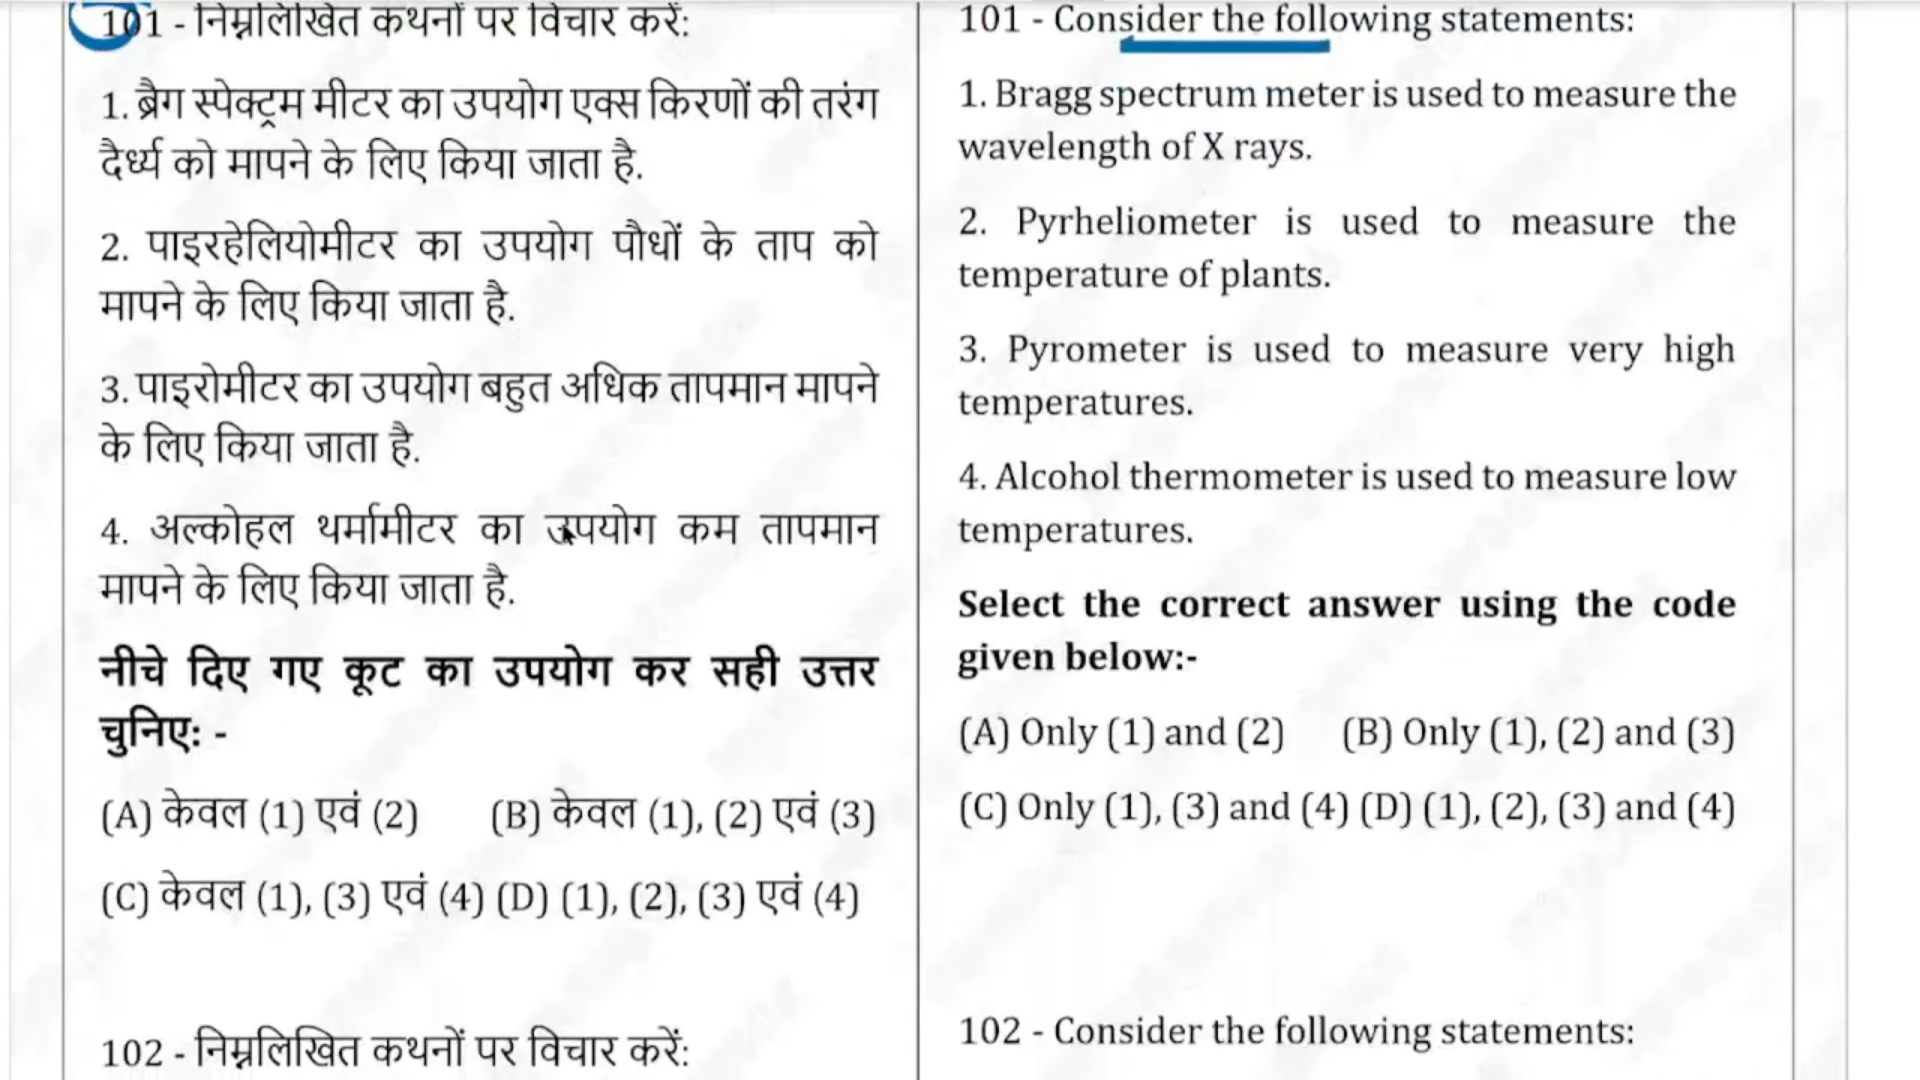 101 - निम्नलिखित कथनों पर विचार करें:
1. ब्रैग स्पेक्ट्रम मीटर का उपयोग एक्स किरणों की तरंग
दैर्ध्य को मापने के लिए किया जाता है.
2. पाइरहेलियोमीटर का उपयोग पौधों के ताप को
मापने के लिए किया जाता है.
3. पाइरोमीटर का उपयोग बहुत अधिक तापमान मापने
के लिए किया जाता है.
4. अल्कोहल थर्मामीटर का उपयोग कम तापमान
मापने के लिए किया जाता है.
नीचे दिए गए कूट का उपयोग कर सही उत्तर
चुनिए: -
(A) केवल (1) एवं (2) (B) केवल (1), (2) एवं (3)
(C) केवल (1), (3) एवं (4) (D) (1), (2), (3) एवं (4)
102 - निम्नलिखित कथनों पर विचार करें:
101 - Consider the following statements:
1. Bragg spectrum meter is used to measure the
wavelength of X rays.
2. Pyrheliometer is used to measure the
temperature of plants.
3. Pyrometer is used to measure very high
temperatures.
4. Alcohol thermometer is used to measure low
temperatures.
Select the correct answer using the code
given below:-
(A) Only (1) and (2) (B) Only (1), (2) and (3)
(C) Only (1), (3) and (4) (D) (1), (2), (3) and (4)
102 - Consider the following statements: